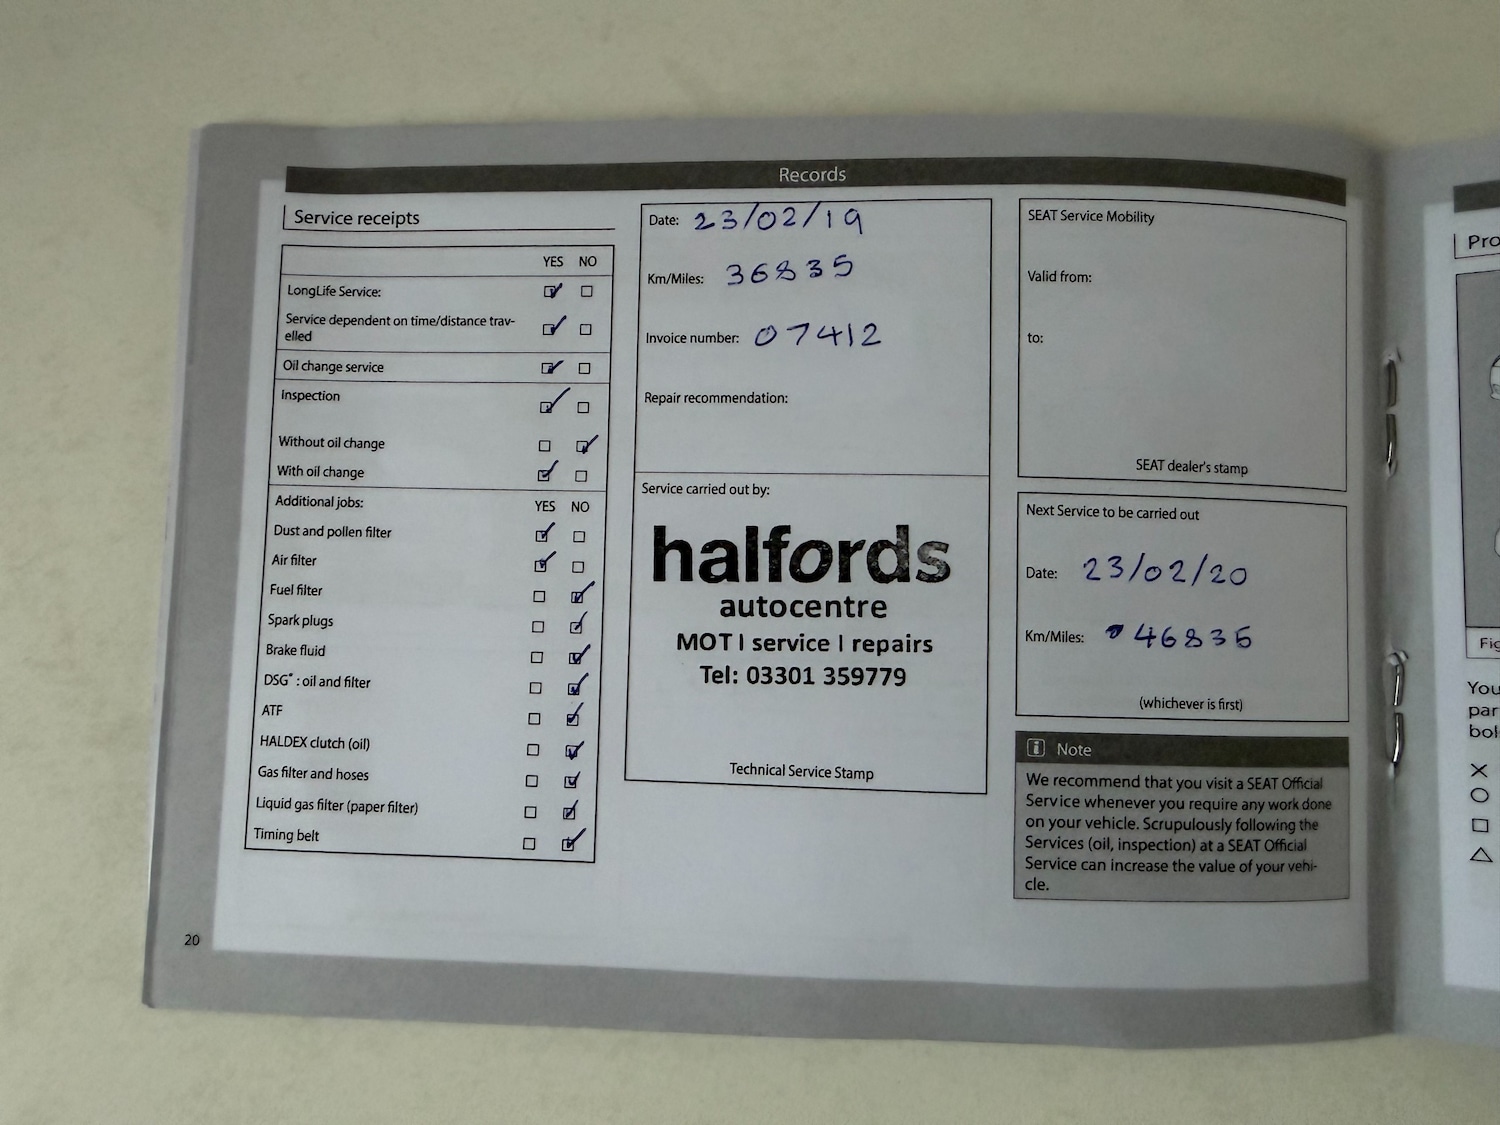 Records
Service receipts
YES NO
LongLife Service:
Service dependent on time/distance trav-
elled
Oil change service
Inspection
Without oil change
With oil change
Additional jobs: YES NO
Dust and pollen filter
Air filter
Fuel filter
Spark plugs
Brake fluid
DSG® : oil and filter
ATF
HALDEX clutch (oil)
Gas filter and hoses
Liquid gas filter (paper filter)
Timing belt
20
Date: 23/02/19
Km/Miles: 36835
Invoice number: 07412
Repair recommendation:
Service carried out by:
halfords
autocentre
MOT | service | repairs
Tel: 03301 359779
Technical Service Stamp
SEAT Service Mobility
Valid from:
to:
SEAT dealer's stamp
Next Service to be carried out
Date: 23/02/20
Km/Miles: 46835
(whichever is first)
i Note
We recommend that you visit a SEAT Official
Service whenever you require any work done
on your vehicle. Scrupulously following the
Services (oil, inspection) at a SEAT Official
Service can increase the value of your vehi-
cle.
Pro
Fig
You
par
bol